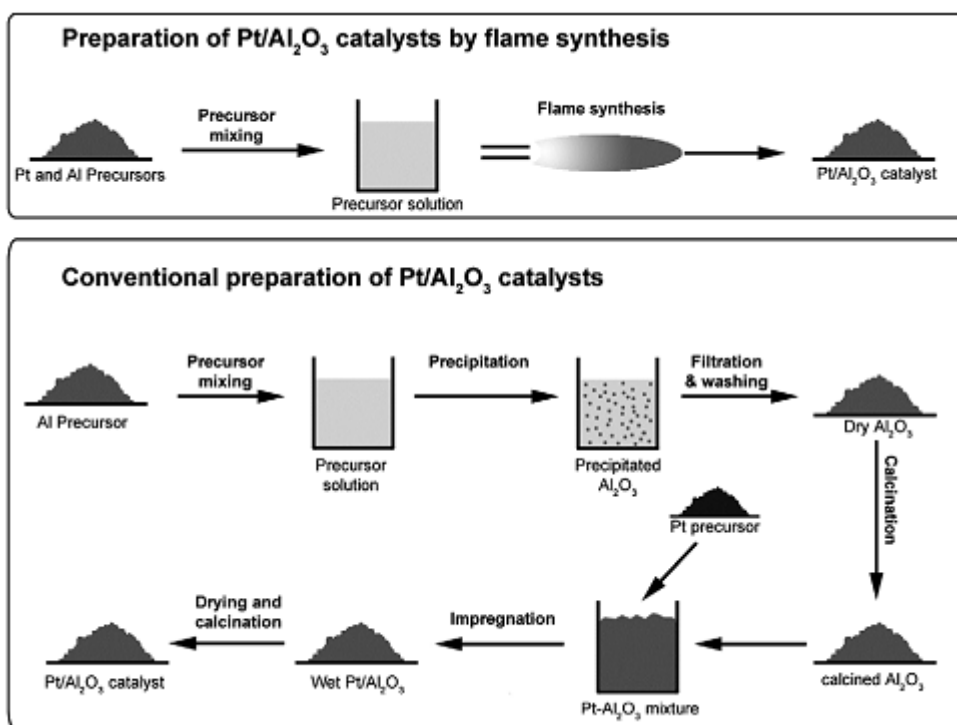 Preparation of Pt/Al₂O₃ catalysts by flame synthesis
Precursor
mixing
Flame synthesis
Pt and Al Precursors
Precursor solution
Pt/Al₂O₃ catalyst
Conventional preparation of Pt/Al₂O₃ catalysts
Precursor
mixing
Precipitation
Filtration
& washing
Al Precursor
Precursor
solution
Precipitated
Al₂O₃
Dry Al₂O₃
Calcination
Pt precursor
Drying and
calcination
Impregnation
Pt/Al₂O₃ catalyst
Wet Pt/Al₂O₃
Pt-Al₂O₃ mixture
calcined Al₂O₃